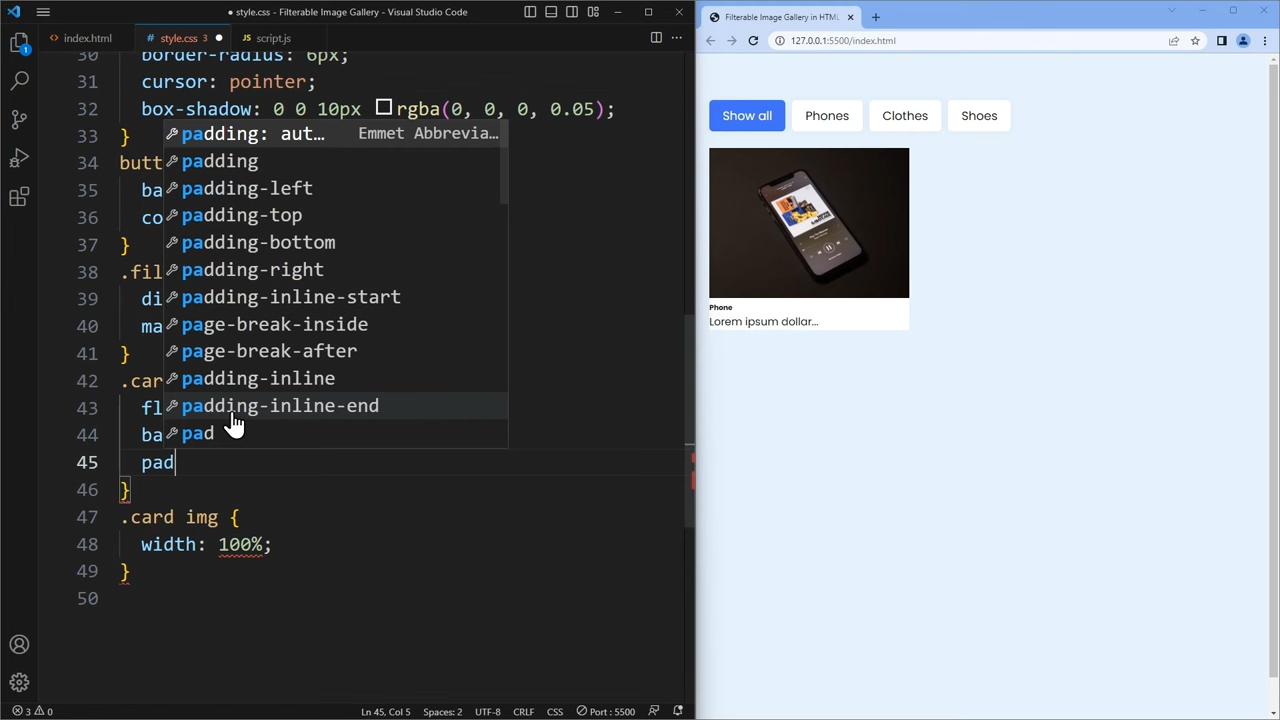 ● style.css - Filterable Image Gallery - Visual Studio Code
index.html
style.css 3 ●
script.js
1
30 border-radius: 6px;
31 cursor: pointer;
32 box-shadow: 0 0 10px rgba(0, 0, 0, 0.05);
33 }
34 butt
35 ba
36 co
37 }
38 .fil
39 di
40 ma
41 }
42 .car
43 fl
44 ba
45 pad
46 }
47 .card img {
48 width: 100%;
49 }
50
padding: aut… Emmet Abbrevia…
padding
padding-left
padding-top
padding-bottom
padding-right
padding-inline-start
page-break-inside
page-break-after
padding-inline
padding-inline-end
pad
3 0
Ln 45, Col 5 Spaces: 2 UTF-8 CRLF CSS Port : 5500
Filterable Image Gallery in HTML
127.0.0.1:5500/index.html
Show all Phones Clothes Shoes
Phone
Lorem ipsum dollar...